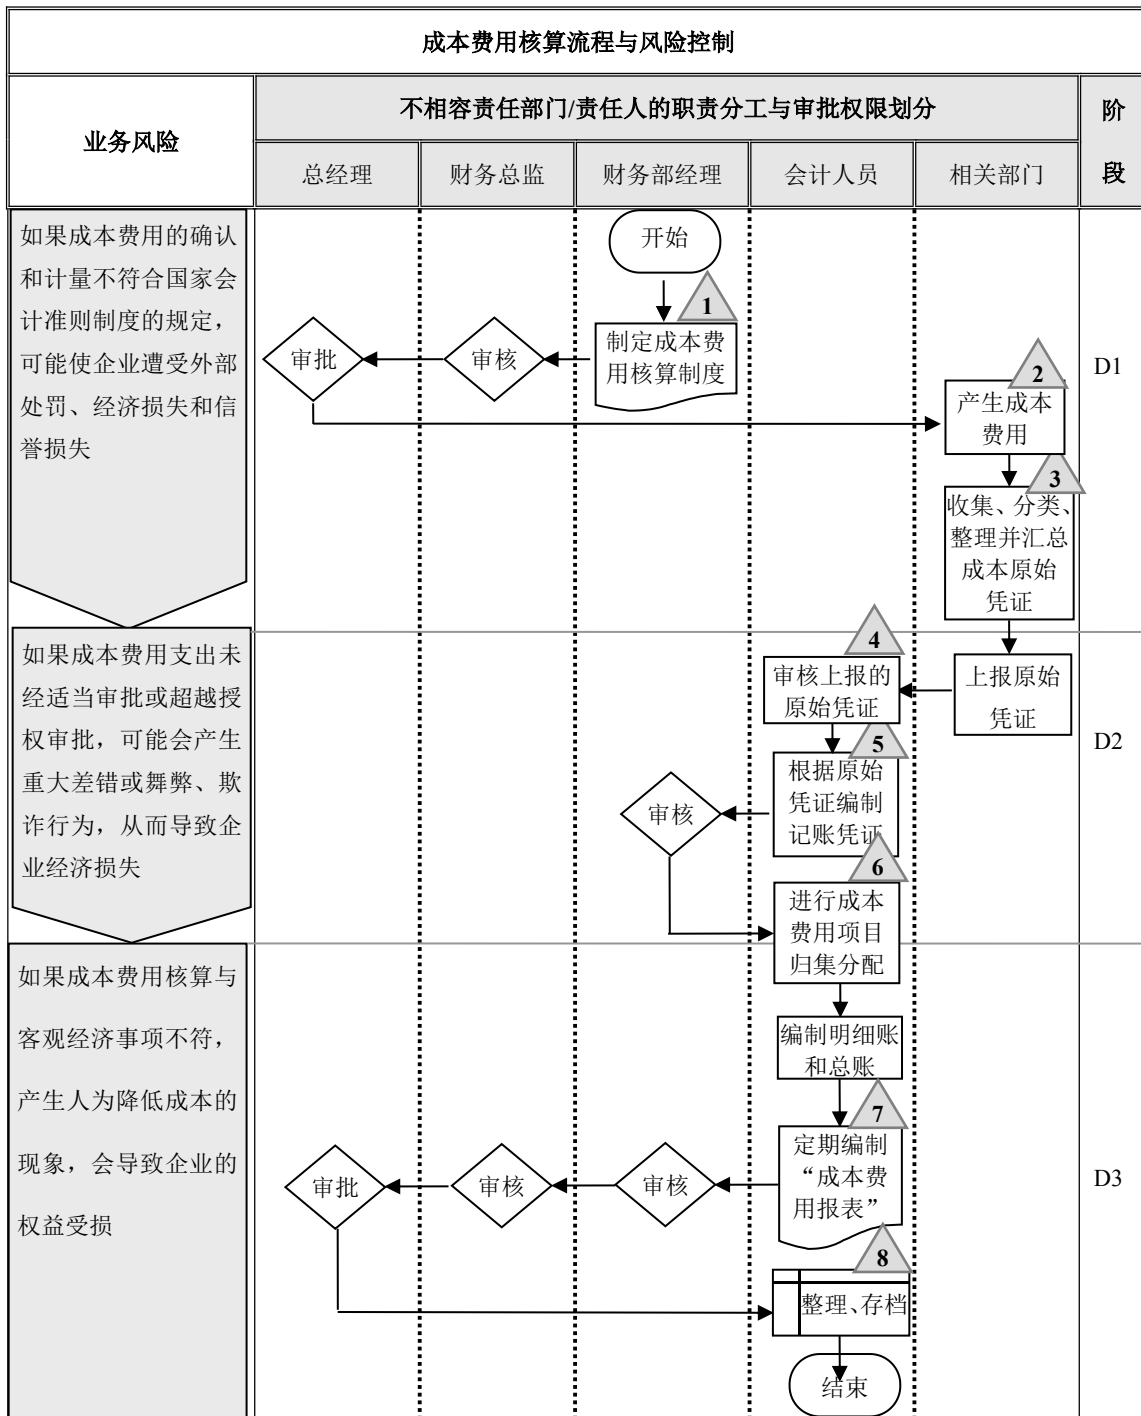 成本费用核算流程与风险控制
业务风险
不相容责任部门/责任人的职责分工与审批权限划分
阶
段
总经理
财务总监
财务部经理
会计人员
相关部门
如果成本费用的确认
和计量不符合国家会
计准则制度的规定，
可能使企业遭受外部
处罚、经济损失和信
誉损失
开始
1
制定成本费
用核算制度
审核
审批
D1
2
产生成本
费用
3
收集、分类、
整理并汇总
成本原始
凭证
如果成本费用支出未
经适当审批或超越授
权审批，可能会产生
重大差错或舞弊、欺
诈行为，从而导致企
业经济损失
上报原始
凭证
4
审核上报的
原始凭证
D2
5
根据原始
凭证编制
记账凭证
审核
6
进行成本
费用项目
归集分配
如果成本费用核算与
客观经济事项不符，
产生人为降低成本的
现象，会导致企业的
权益受损
编制明细账
和总账
7
定期编制
“成本费
用报表”
审核
审核
审批
D3
8
整理、存档
结束